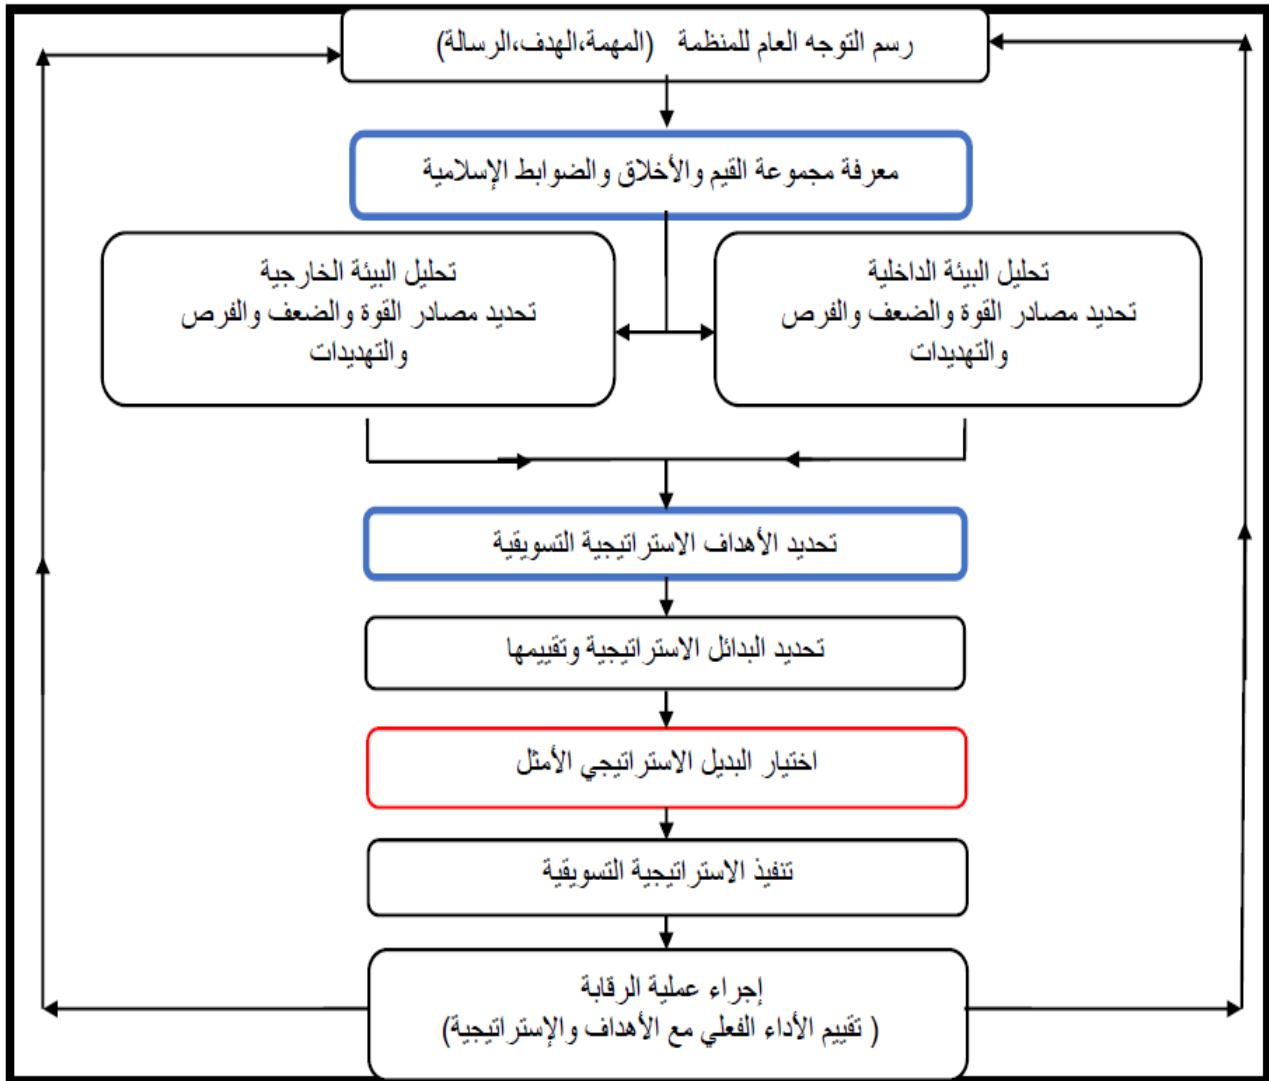 رسم التوجه العام للمنظمة (المهمة،الهدف،الرسالة)
معرفة مجموعة القيم والأخلاق والضوابط الإسلامية
تحليل البيئة الداخلية
تحديد مصادر القوة والضعف والفرص
والتهديدات
تحليل البيئة الخارجية
تحديد مصادر القوة والضعف والفرص
والتهديدات
تحديد الأهداف الاستراتيجية التسويقية
تحديد البدائل الاستراتيجية وتقييمها
اختيار البديل الاستراتيجي الأمثل
تنفيذ الاستراتيجية التسويقية
إجراء عملية الرقابة
( تقييم الأداء الفعلي مع الأهداف والإستراتيجية)